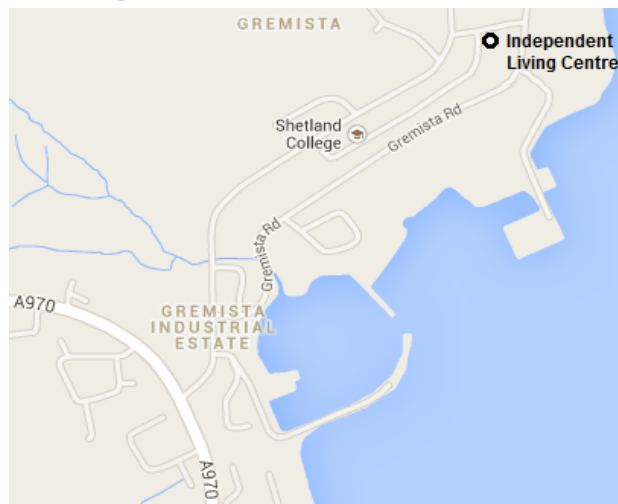 GREMISTA
Independent
Living Centre
Shetland
College
Gremista Rd
Gremista Rd
A970
GREMISTA
INDUSTRIAL
ESTATE
A970